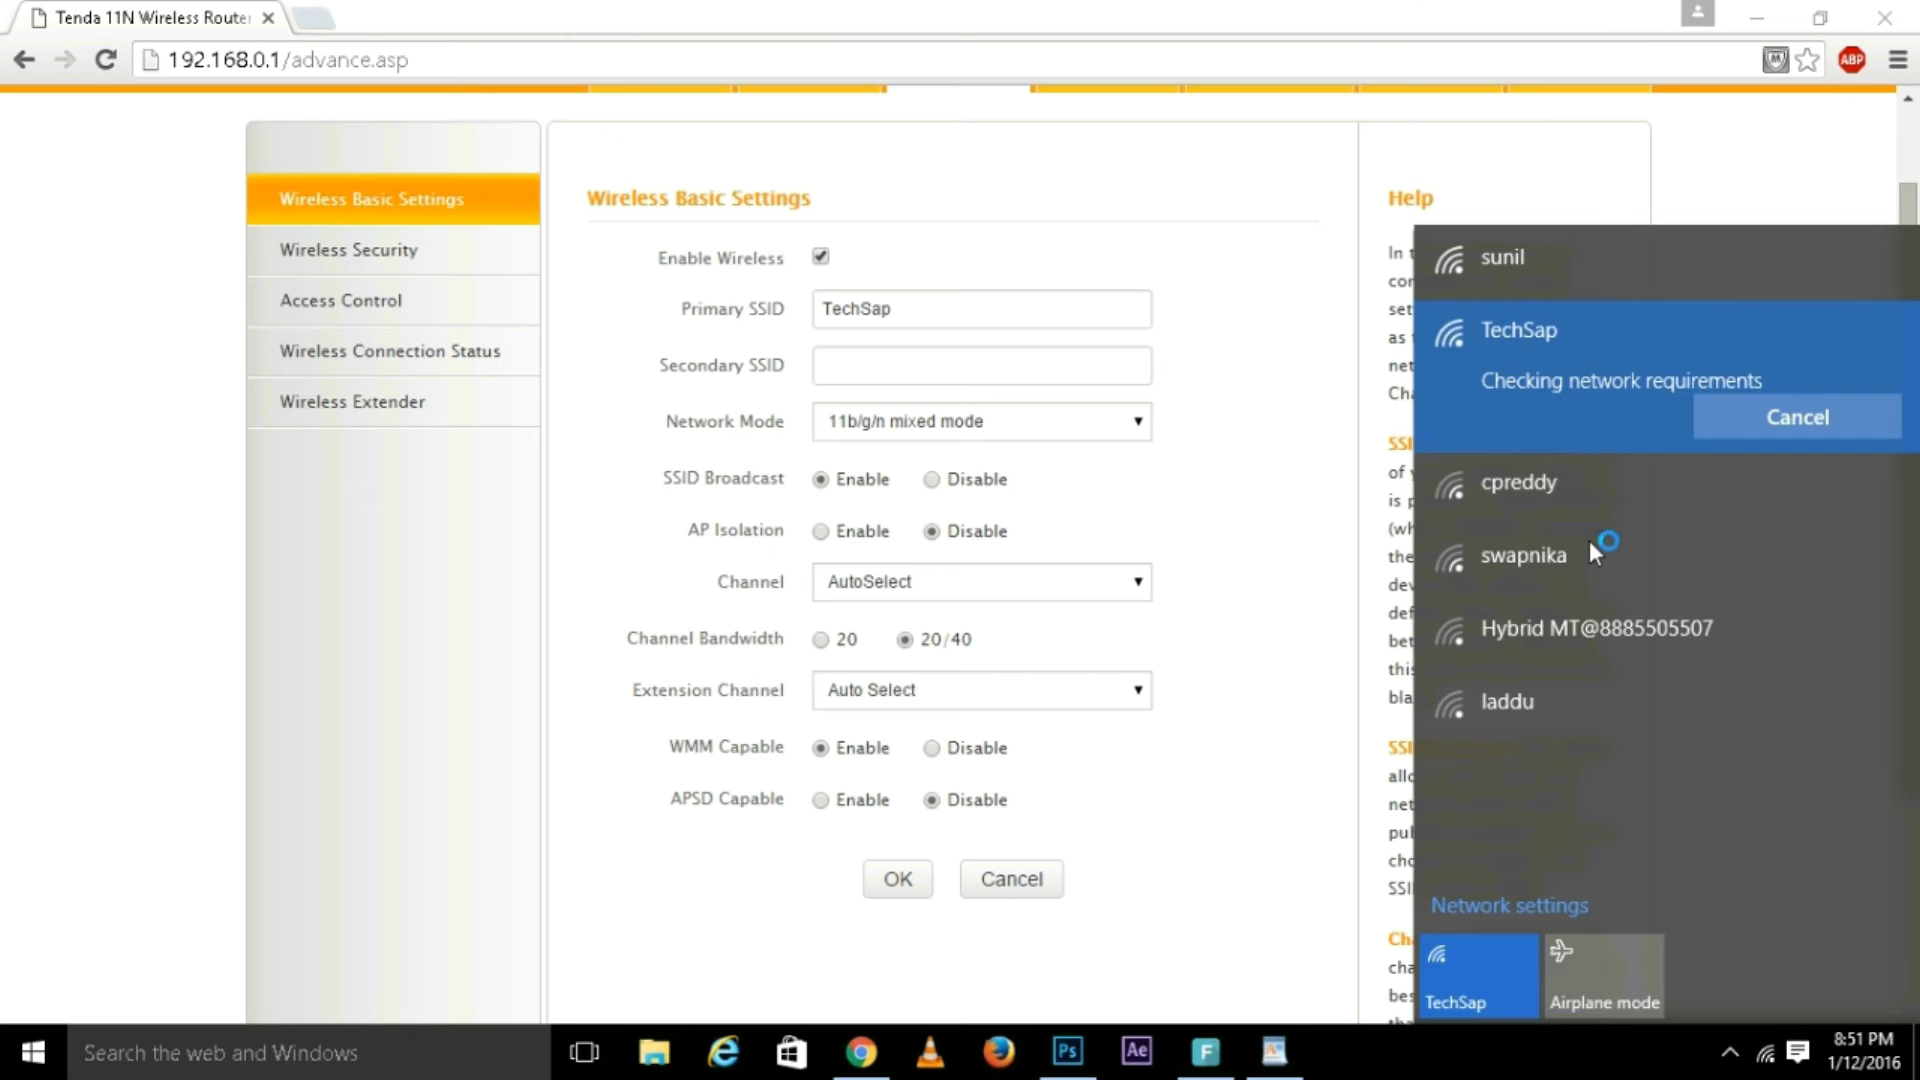 Tenda 11N Wireless Route
192.168.0.1/advance.asp
ABP
Wireless Basic Settings
Wireless Security
Access Control
Wireless Connection Status
Wireless Extender
Wireless Basic Settings
Enable Wireless
Primary SSID TechSap
Secondary SSID
Network Mode 11b/g/n mixed mode
SSID Broadcast Enable Disable
AP Isolation Enable Disable
Channel AutoSelect
Channel Bandwidth 20 20/40
Extension Channel Auto Select
WMM Capable Enable Disable
APSD Capable Enable Disable
OK Cancel
Help
sunil
TechSap
Checking network requirements
Cancel
cpreddy
swapnika
Hybrid MT@8885505507
laddu
Network settings
TechSap
Airplane mode
Search the web and Windows
Ps
Ae
F
8:51 PM
1/12/2016